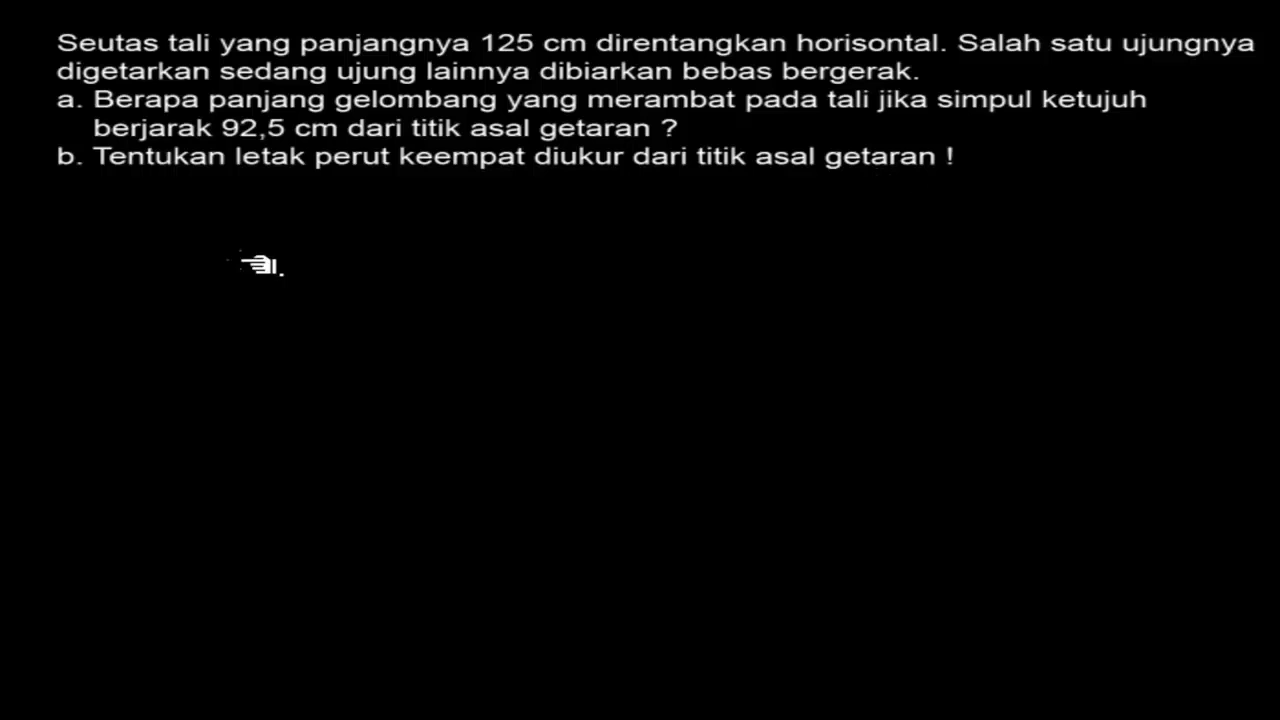 Seutas tali yang panjangnya 125 cm direntangkan horisontal. Salah satu ujungnya
digetarkan sedang ujung lainnya dibiarkan bebas bergerak.
a. Berapa panjang gelombang yang merambat pada tali jika simpul ketujuh
berjarak 92,5 cm dari titik asal getaran ?
b. Tentukan letak perut keempat diukur dari titik asal getaran !